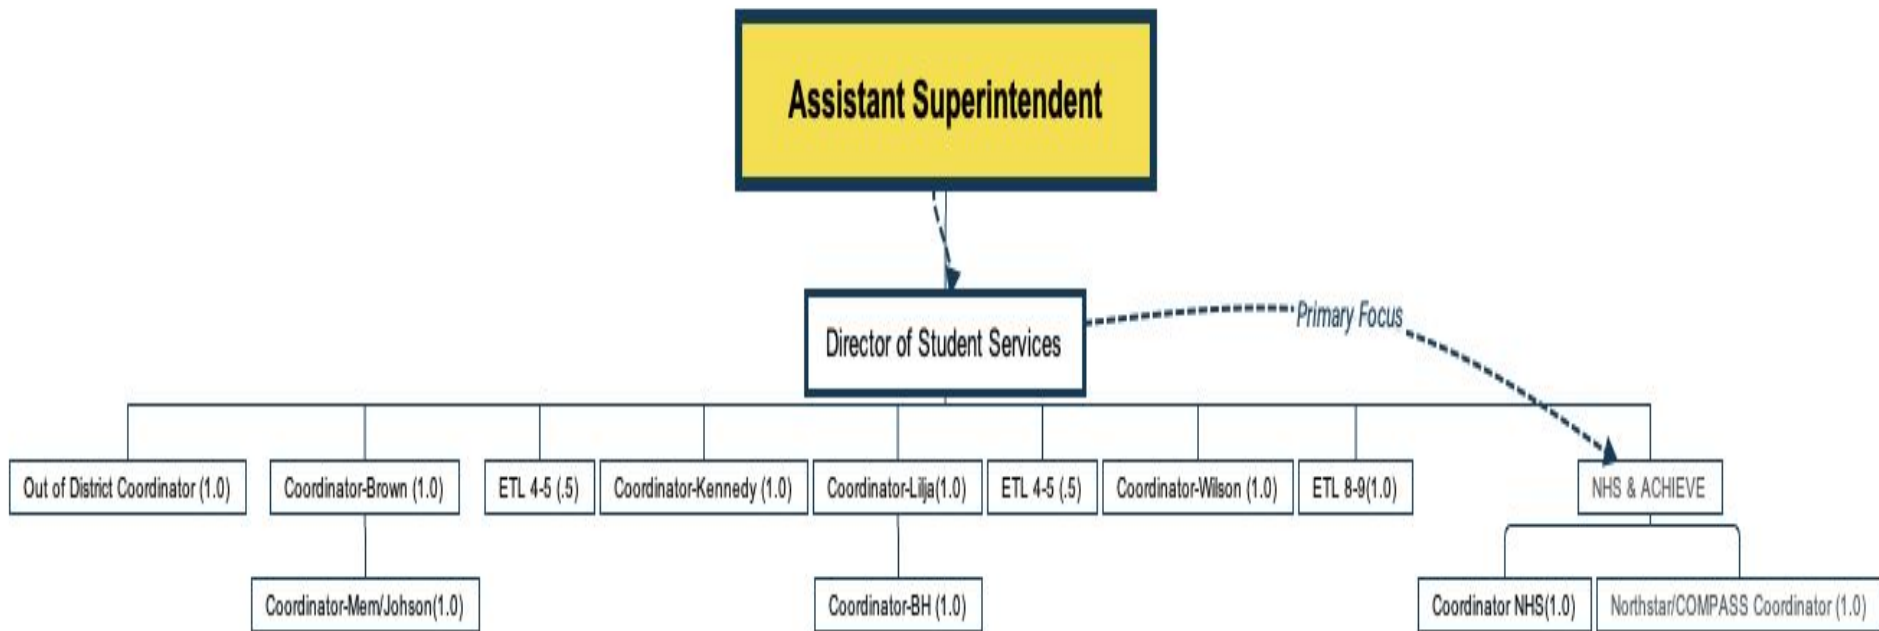 Assistant Superintendent
Director of Student Services
Primary Focus
Out of District Coordinator (1.0)
Coordinator-Brown (1.0)
ETL 4-5 (.5)
Coordinator-Kennedy (1.0)
Coordinator-Lilja(1.0)
ETL 4-5 (.5)
Coordinator-Wilson (1.0)
ETL 8-9(1.0)
NHS & ACHIEVE
Coordinator-Mem/Johson(1.0)
Coordinator-BH (1.0)
Coordinator NHS(1.0)
Northstar/COMPASS Coordinator (1.0)